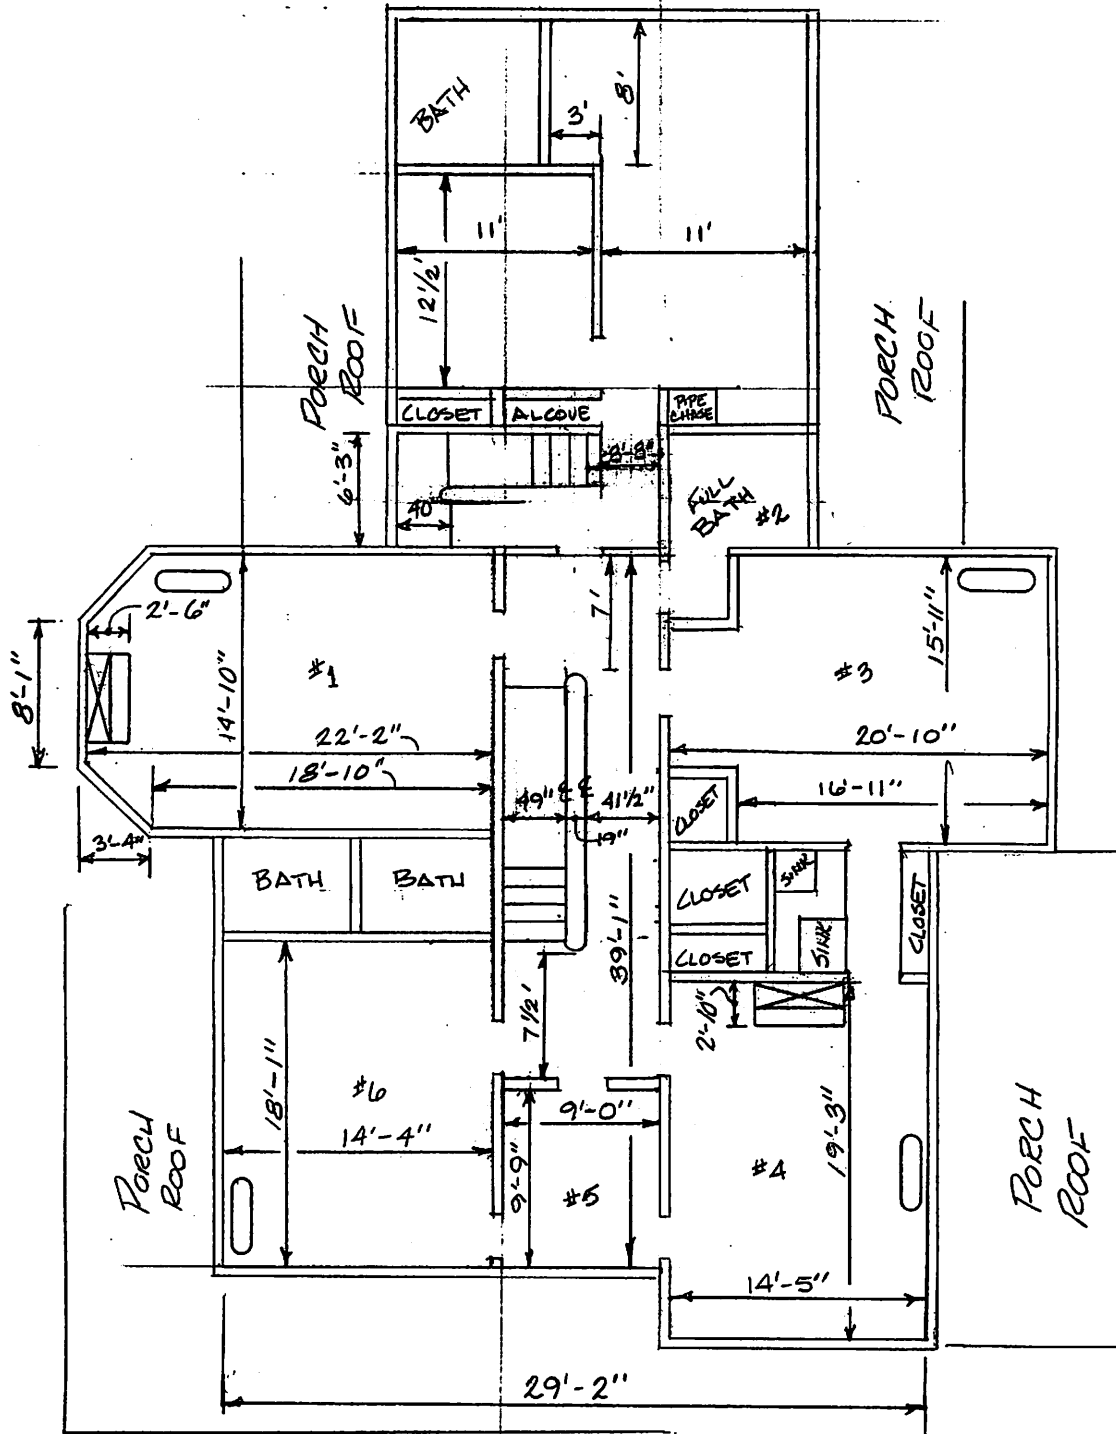 BATH
3'
8'
11'
11'
12 1/2'
PORCH
ROOF
PORCH
ROOF
CLOSET
ALCOVE
PIPE
CHASE
6'-3"
8'-8"
40"
FULL
BATH
#2
2'-6"
7'
15'-11"
8'-1"
#1
14'-10"
#3
22'-2"
20'-10"
18'-10"
16'-11"
49"
41 1/2"
19"
CLOSET
3'-4"
BATH
BATH
CLOSET
SINK
CLOSET
39'-1"
CLOSET
SINK
7 1/2'
2'-10"
18'-1"
#6
14'-4"
9'-0"
9'-9"
#5
#4
19'-3"
PORCH
ROOF
PORCH
ROOF
14'-5"
29'-2"